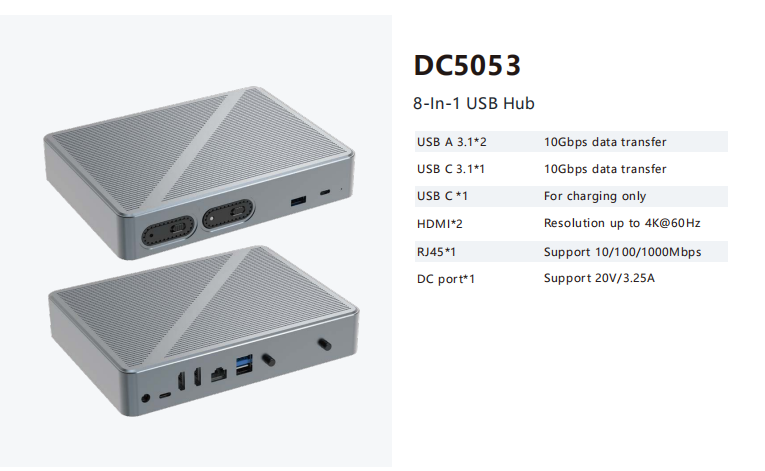 DC5053
8-In-1 USB Hub
USB A 3.1*2 10Gbps data transfer
USB C 3.1*1 10Gbps data transfer
USB C *1 For charging only
HDMI*2 Resolution up to 4K@60Hz
RJ45*1 Support 10/100/1000Mbps
DC port*1 Support 20V/3.25A